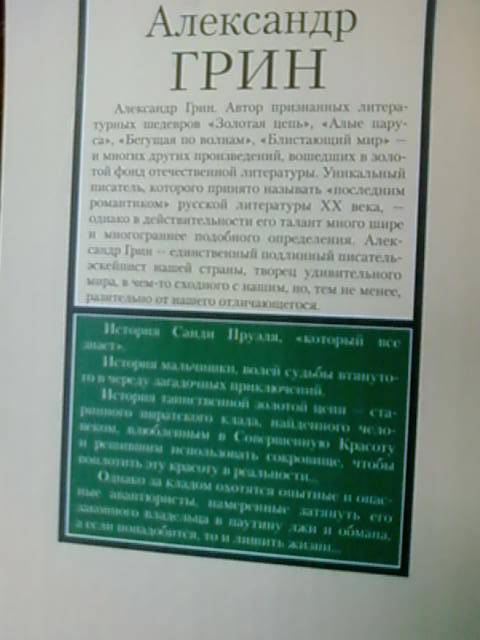 Александр
ГРИН
Александр Грин. Автор признанных литера-
турных шедевров «Золотая цепь», «Алые пару-
са», «Бегущая по волнам», «Блистающий мир» —
и многих других произведений, вошедших в золо-
той фонд отечественной литературы. Уникальный
писатель, которого принято называть «последним
романтиком» русской литературы XX века, —
однако в действительности его талант много шире
и многограннее подобного определения. Алек-
сандр Грин — единственный подлинный писатель-
эскейпист нашей страны, творец удивительного
мира, в чем-то сходного с нашим, но, тем не менее,
разительно от нашего отличающегося.
История Санди Пруэля, «который все
знает».
История мальчишки, волей судьбы втянуто-
го в череду загадочных приключений.
История таинственной золотой цепи — ста-
ринного пиратского клада, найденного чело-
веком, влюбленным в Совершенную Красоту
и решившим использовать сокровище, чтобы
воплотить эту красоту в реальности...
Однако за кладом охотятся опытные и опас-
ные авантюристы, намеренные затянуть его
законного владельца в паутину лжи и обмана,
а если понадобится, то и лишить жизни...